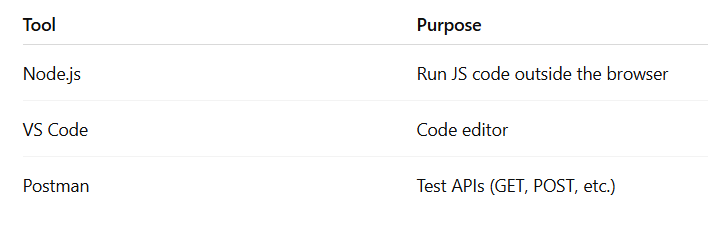 Tool Purpose
Node.js Run JS code outside the browser
VS Code Code editor
Postman Test APIs (GET, POST, etc.)